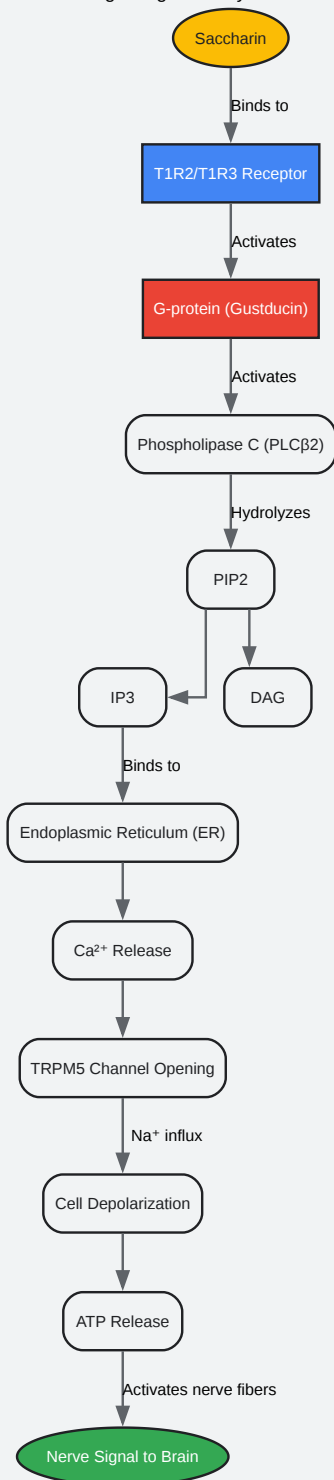 Saccharin
Binds to
T1R2/T1R3 Receptor
Activates
G-protein (Gustducin)
Activates
Phospholipase C (PLCβ2)
Hydrolyzes
PIP2
IP3
DAG
Binds to
Endoplasmic Reticulum (ER)
Ca²⁺ Release
TRPM5 Channel Opening
Na⁺ influx
Cell Depolarization
ATP Release
Activates nerve fibers
Nerve Signal to Brain